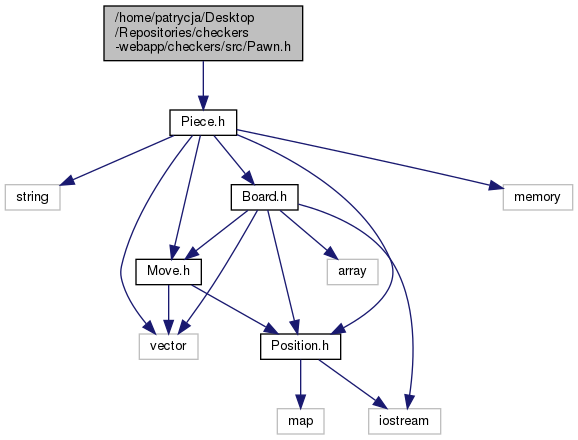 /home/patrycja/Desktop
/Repositories/checkers
-webapp/checkers/src/Pawn.h
Piece.h
string
Board.h
memory
Move.h
array
vector
Position.h
map
iostream